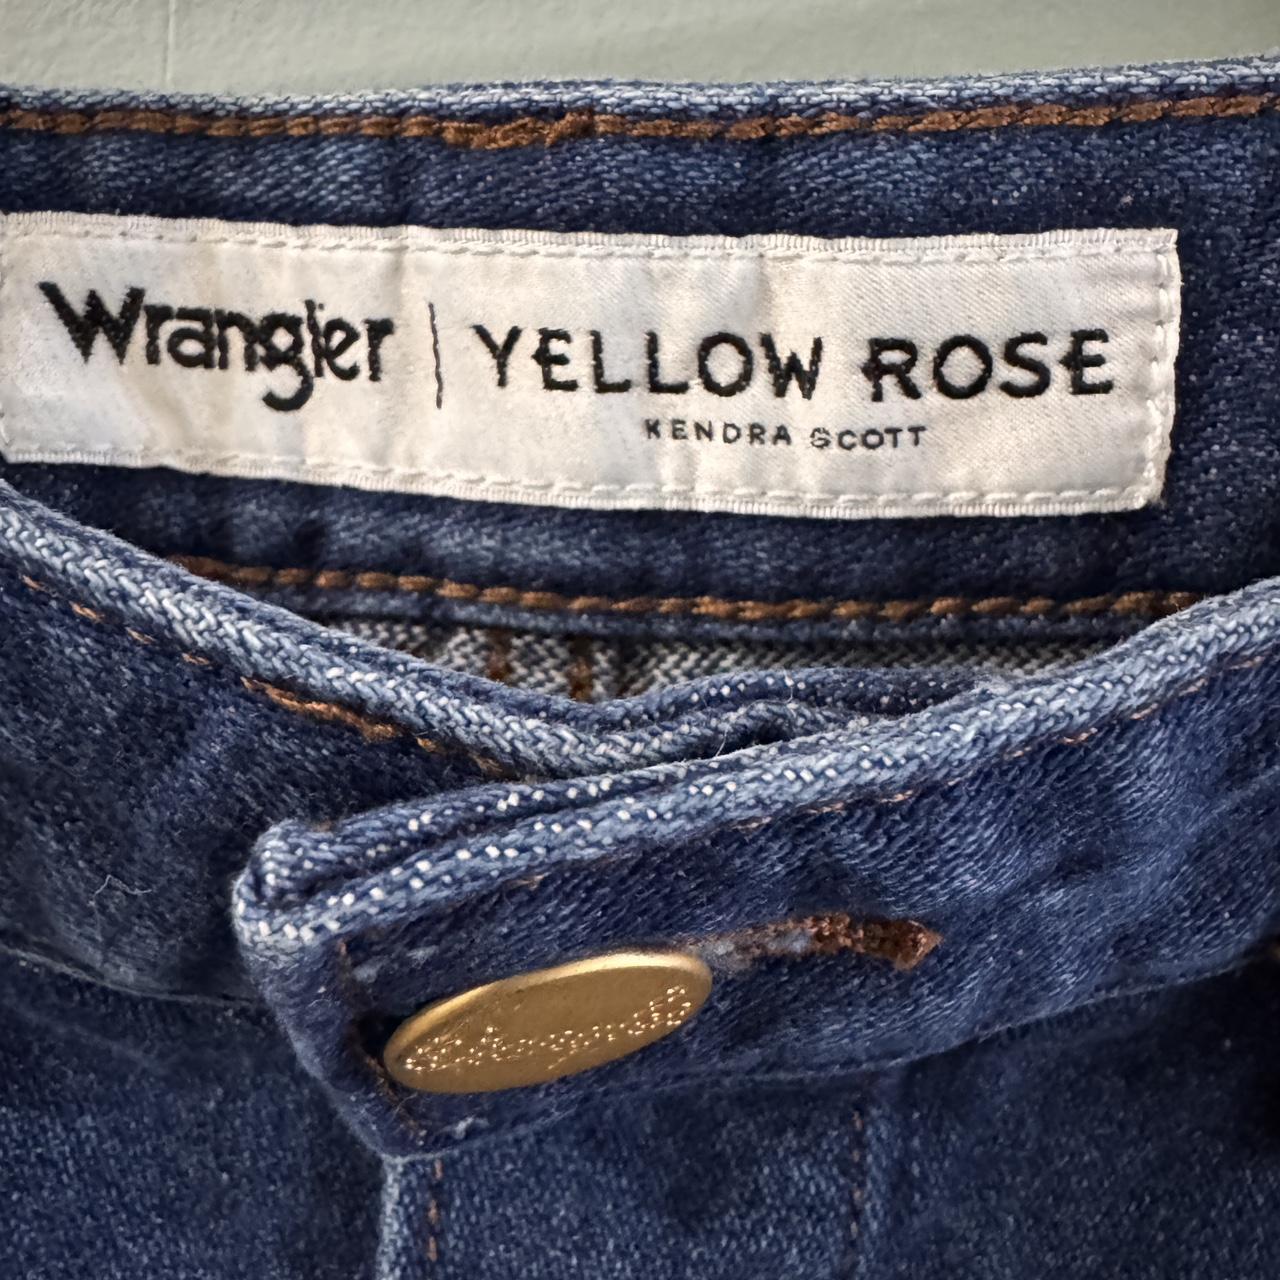 Wrangler | YELLOW ROSE
KENDRA SCOTT